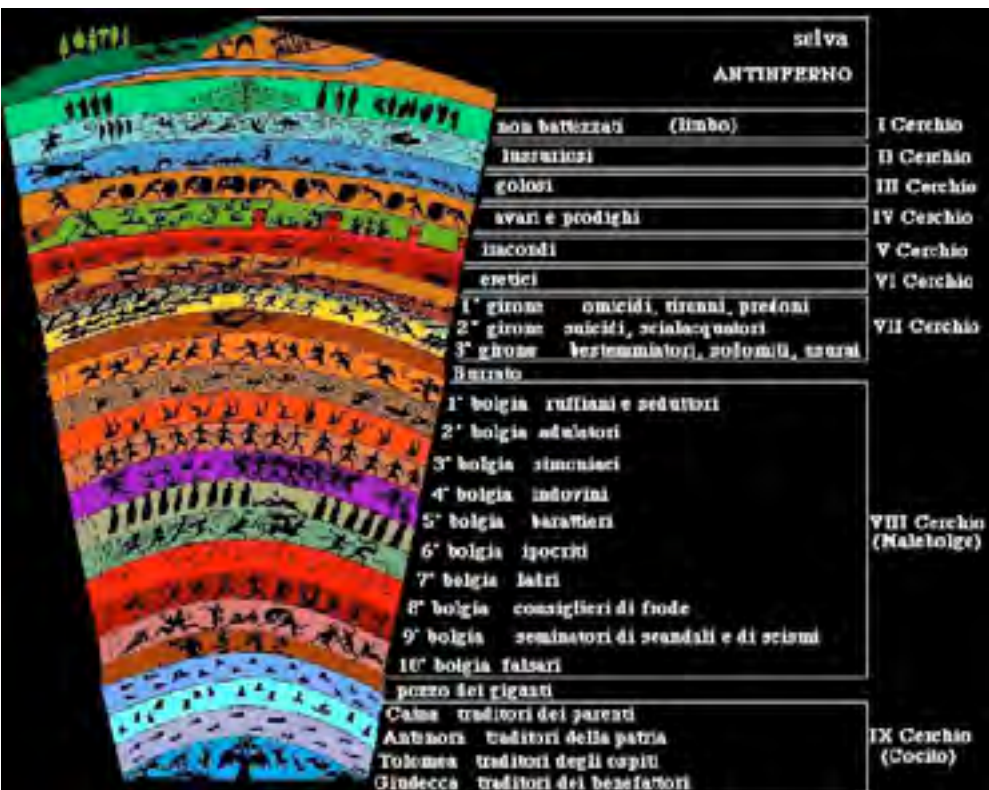 selva
ANTINFERNO
non battezzati (limbo) I Cerchio
lussuriosi II Cerchio
golosi III Cerchio
avari e prodighi IV Cerchio
iracondi V Cerchio
eretici VI Cerchio
1° girone omicidi, tiranni, predoni
2° girone suicidi, scialacquatori VII Cerchio
3° girone bestemmiatori, sodomiti, usurai
Burrato
1° bolgia ruffiani e seduttori
2° bolgia adulatori
3° bolgia simoniaci
4° bolgia indovini
5° bolgia barattieri VIII Cerchio
6° bolgia ipocriti (Malebolge)
7° bolgia ladri
8° bolgia consiglieri di frode
9° bolgia seminatori di scandali e di scismi
10° bolgia falsari
pozzo dei giganti
Caina traditori dei parenti
Antenora traditori della patria IX Cerchio
Tolomea traditori degli ospiti (Cocito)
Giudecca traditori dei benefattori